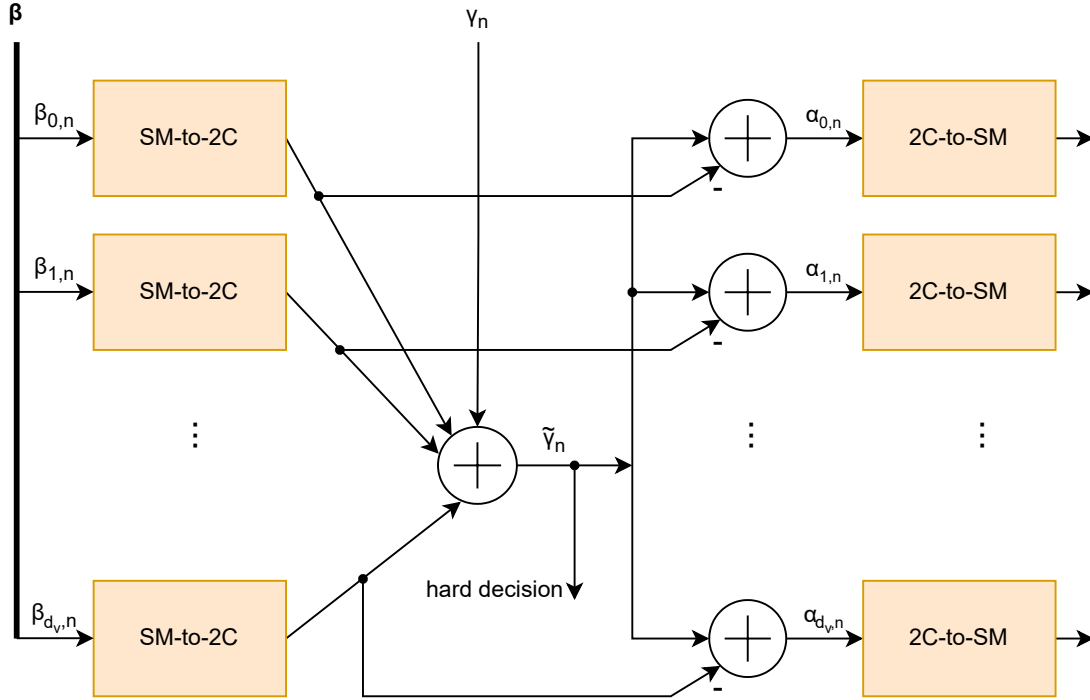 β
γn
β0,n
SM-to-2C
α0,n
2C-to-SM
-
β1,n
SM-to-2C
α1,n
2C-to-SM
-
⋮
⋮
⋮
γ̃n
hard decision
βdv,n
SM-to-2C
αdv,n
2C-to-SM
-